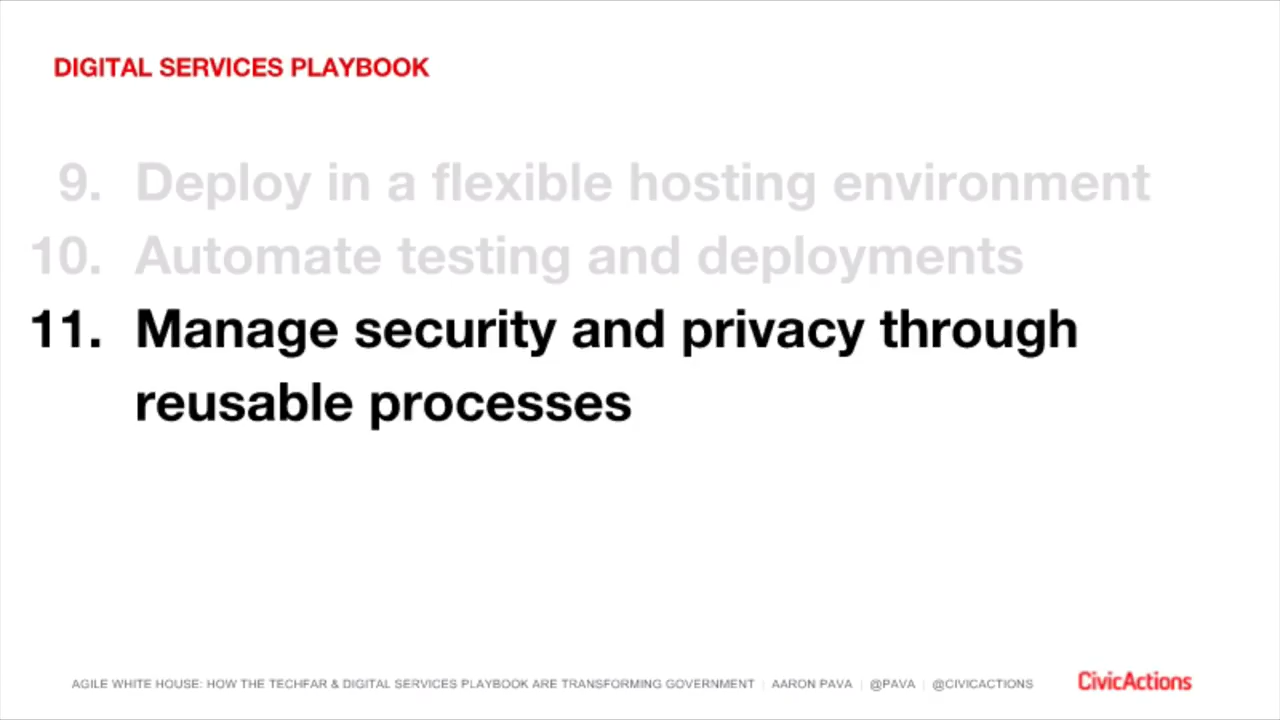 DIGITAL SERVICES PLAYBOOK
9. Deploy in a flexible hosting environment
10. Automate testing and deployments
11. Manage security and privacy through
reusable processes
AGILE WHITE HOUSE: HOW THE TECHFAR & DIGITAL SERVICES PLAYBOOK ARE TRANSFORMING GOVERNMENT | AARON PAVA | @PAVA | @CIVICACTIONS
CivicActions